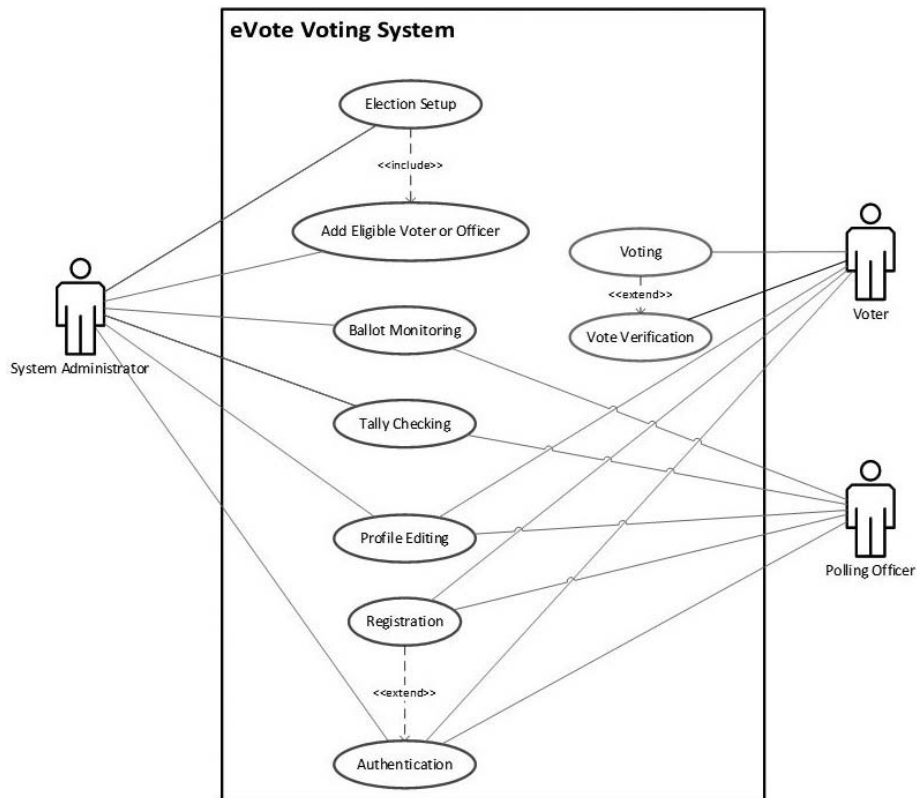 eVote Voting System
Election Setup
<<include>>
Add Eligible Voter or Officer
Voting
<<extend>>
Vote Verification
Voter
Ballot Monitoring
System Administrator
Tally Checking
Profile Editing
Polling Officer
Registration
<<extend>>
Authentication